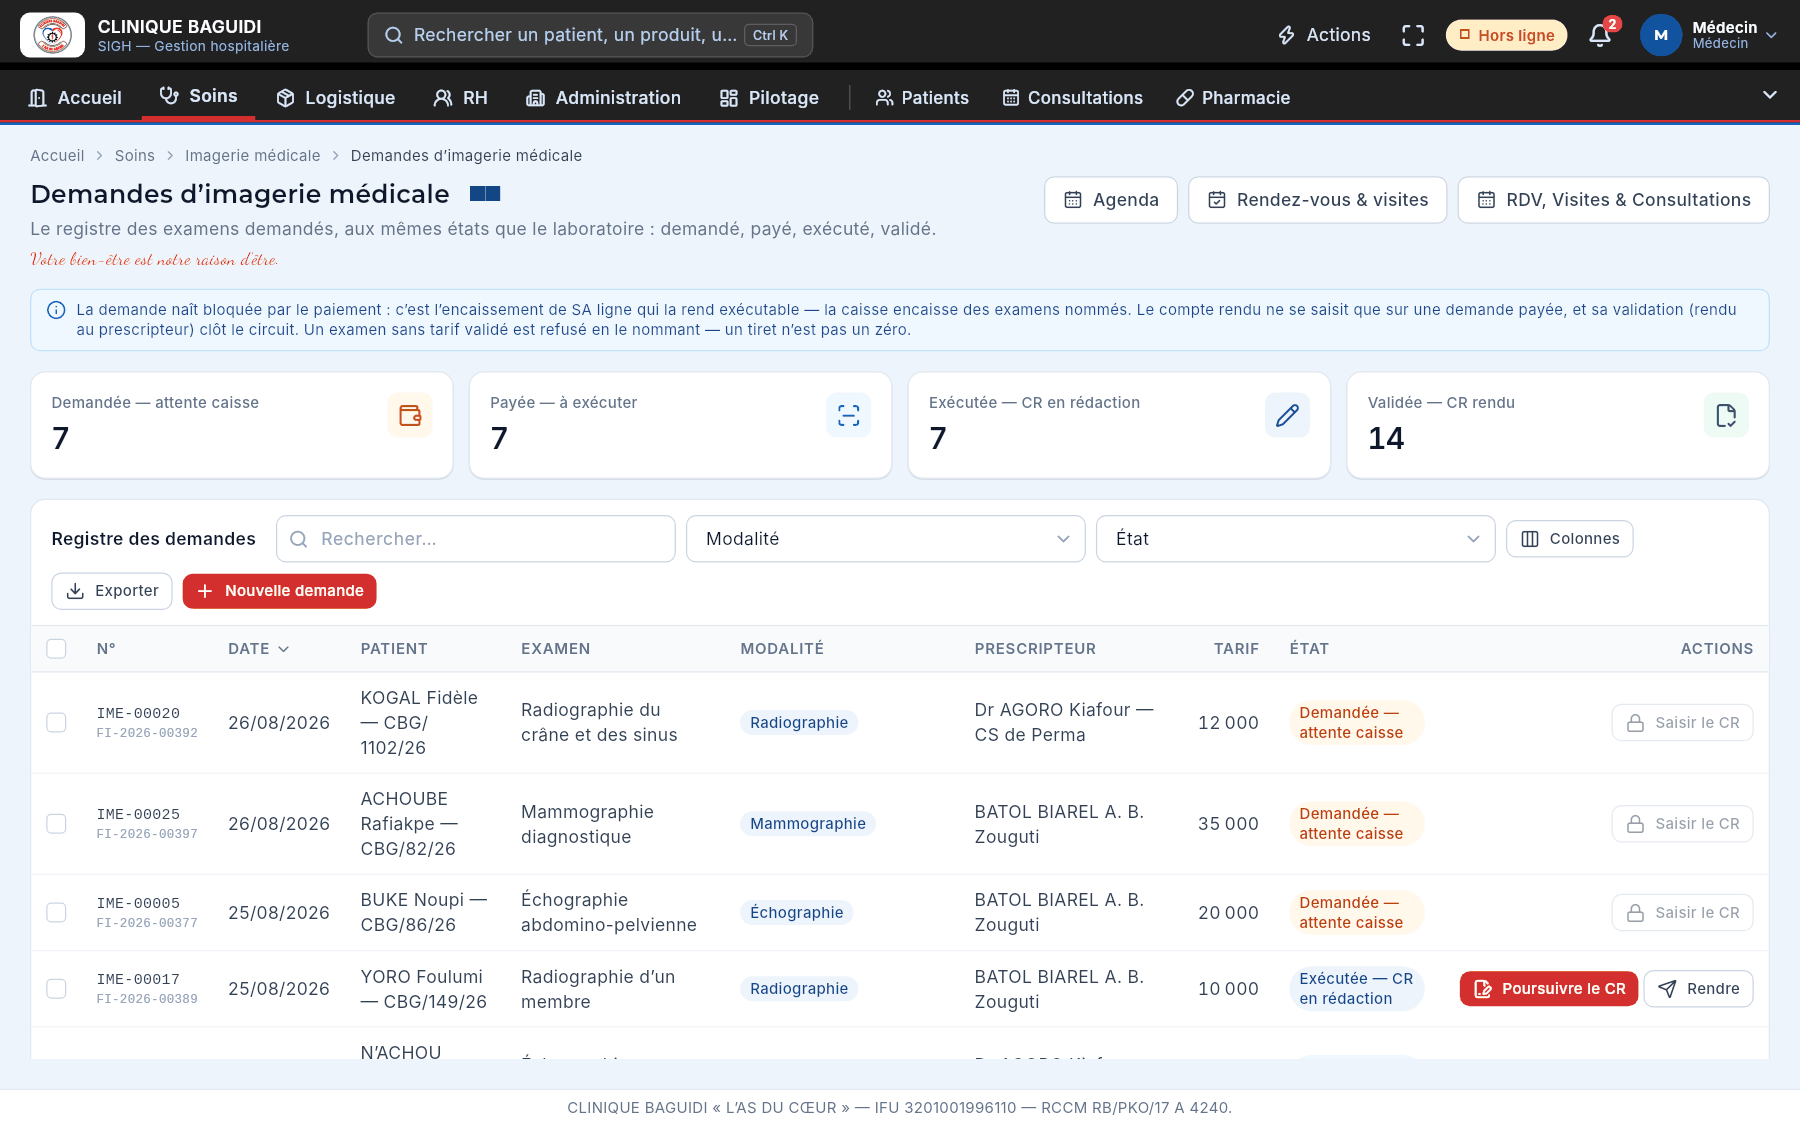 CLINIQUE BAGUIDI
SIGH — Gestion hospitalière
Rechercher un patient, un produit, u... Ctrl K
Actions
Hors ligne
2
M
Médecin
Médecin
Accueil Soins Logistique RH Administration Pilotage Patients Consultations Pharmacie
Accueil > Soins > Imagerie médicale > Demandes d’imagerie médicale
Demandes d’imagerie médicale
Agenda
Rendez-vous & visites
RDV, Visites & Consultations
Le registre des examens demandés, aux mêmes états que le laboratoire : demandé, payé, exécuté, validé.
Votre bien-être est notre raison d’être.
La demande naît bloquée par le paiement : c’est l’encaissement de SA ligne qui la rend exécutable — la caisse encaisse des examens nommés. Le compte rendu ne se saisit que sur une demande payée, et sa validation (rendu
au prescripteur) clôt le circuit. Un examen sans tarif validé est refusé en le nommant — un tiret n’est pas un zéro.
Demandée — attente caisse
7
Payée — à exécuter
7
Exécutée — CR en rédaction
7
Validée — CR rendu
14
Registre des demandes
Rechercher...
Modalité
État
Colonnes
Exporter
Nouvelle demande
N° DATE PATIENT EXAMEN MODALITÉ PRESCRIPTEUR TARIF ÉTAT ACTIONS
IME-00020
FI-2026-00392
26/08/2026
KOGAL Fidèle
— CBG/
1102/26
Radiographie du
crâne et des sinus
Radiographie
Dr AGORO Kiafour —
CS de Perma
12 000
Demandée —
attente caisse
Saisir le CR
IME-00025
FI-2026-00397
26/08/2026
ACHOUBE
Rafiakpe —
CBG/82/26
Mammographie
diagnostique
Mammographie
BATOL BIAREL A. B.
Zouguti
35 000
Demandée —
attente caisse
Saisir le CR
IME-00005
FI-2026-00377
25/08/2026
BUKE Noupi —
CBG/86/26
Échographie
abdomino-pelvienne
Échographie
BATOL BIAREL A. B.
Zouguti
20 000
Demandée —
attente caisse
Saisir le CR
IME-00017
FI-2026-00389
25/08/2026
YORO Foulumi
— CBG/149/26
Radiographie d’un
membre
Radiographie
BATOL BIAREL A. B.
Zouguti
10 000
Exécutée — CR
en rédaction
Poursuivre le CR
Rendre
N’ACHOU
CLINIQUE BAGUIDI « L’AS DU CŒUR » — IFU 3201001996110 — RCCM RB/PKO/17 A 4240.